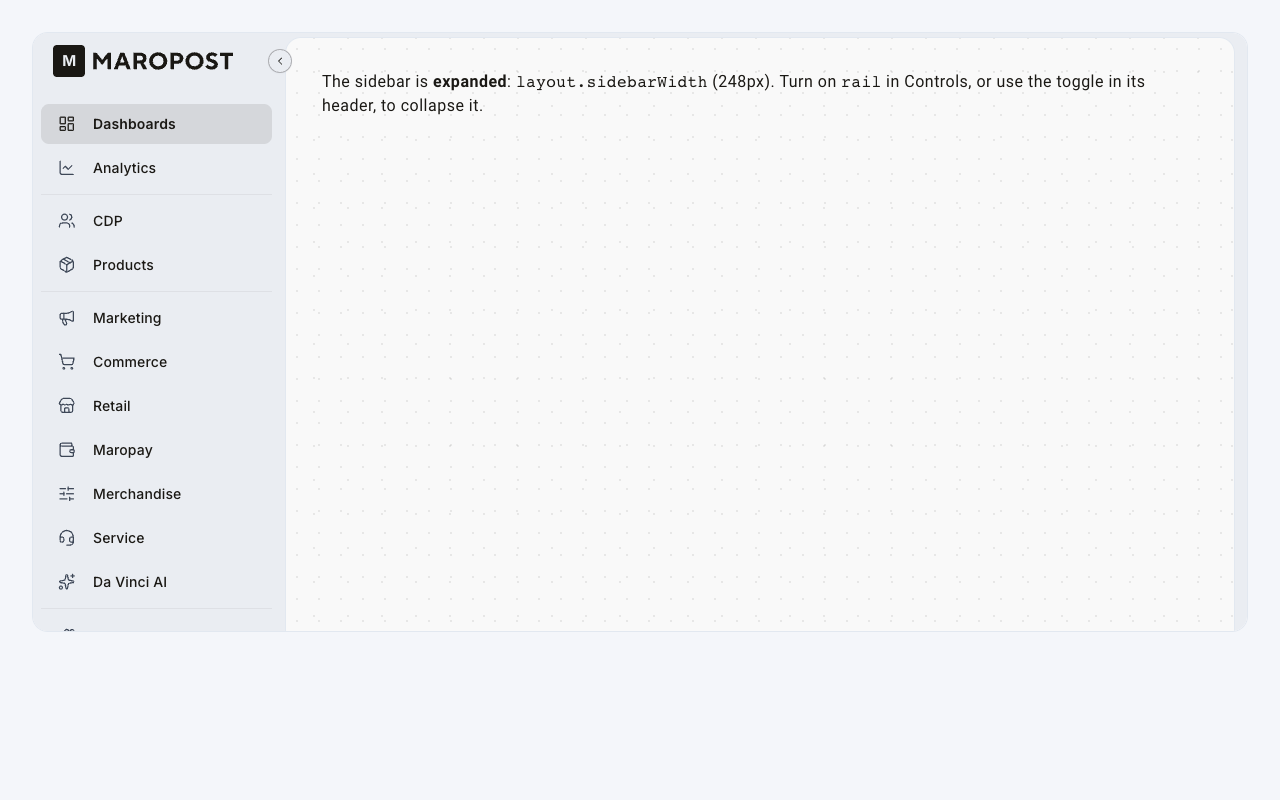 M MAROPOST
Dashboards
Analytics
CDP
Products
Marketing
Commerce
Retail
Maropay
Merchandise
Service
Da Vinci AI
The sidebar is expanded: layout.sidebarWidth (248px). Turn on rail in Controls, or use the toggle in its
header, to collapse it.